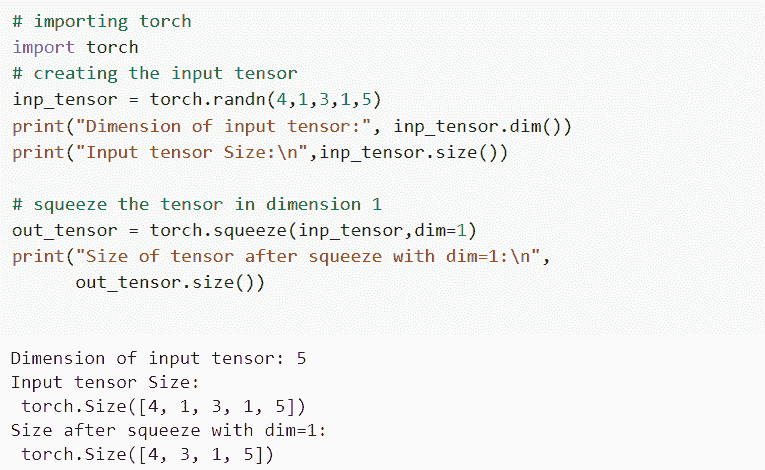 # importing torch
import torch
# creating the input tensor
inp_tensor = torch.randn(4,1,3,1,5)
print("Dimension of input tensor:", inp_tensor.dim())
print("Input tensor Size:\n",inp_tensor.size())
# squeeze the tensor in dimension 1
out_tensor = torch.squeeze(inp_tensor,dim=1)
print("Size of tensor after squeeze with dim=1:\n",
      out_tensor.size())
Dimension of input tensor: 5
Input tensor Size:
 torch.Size([4, 1, 3, 1, 5])
Size after squeeze with dim=1:
 torch.Size([4, 3, 1, 5])